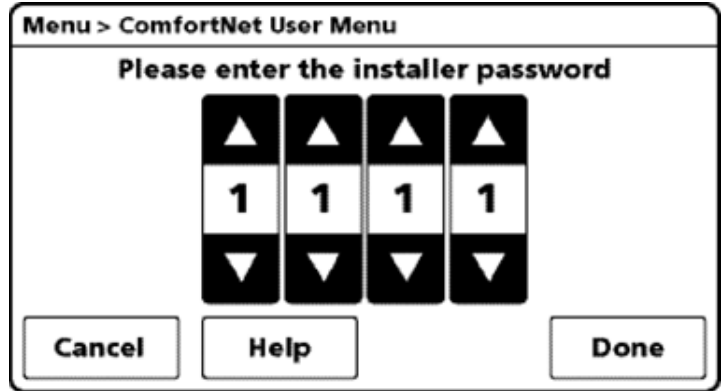 Menu > ComfortNet User Menu
Please enter the installer password
1 1 1 1
Cancel Help Done